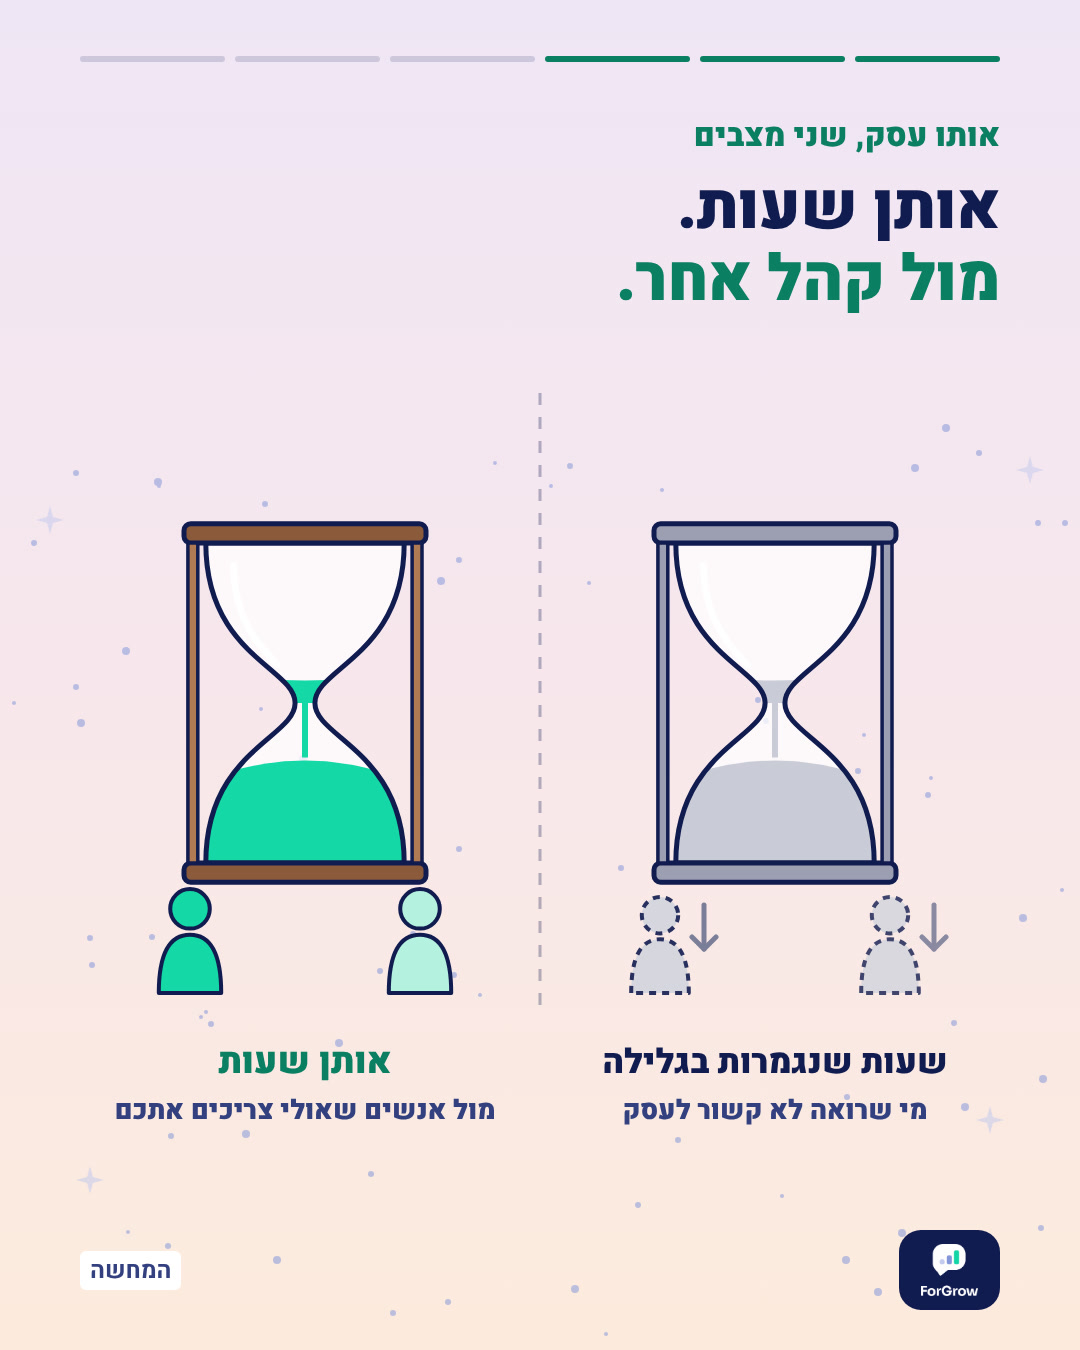 אותו עסק, שני מצבים
אותן שעות.
מול קהל אחר.
שעות שנגמרות בגלילה
מי שרואה לא קשור לעסק
אותן שעות
מול אנשים שאולי צריכים אתכם
ForGrow
המחשה